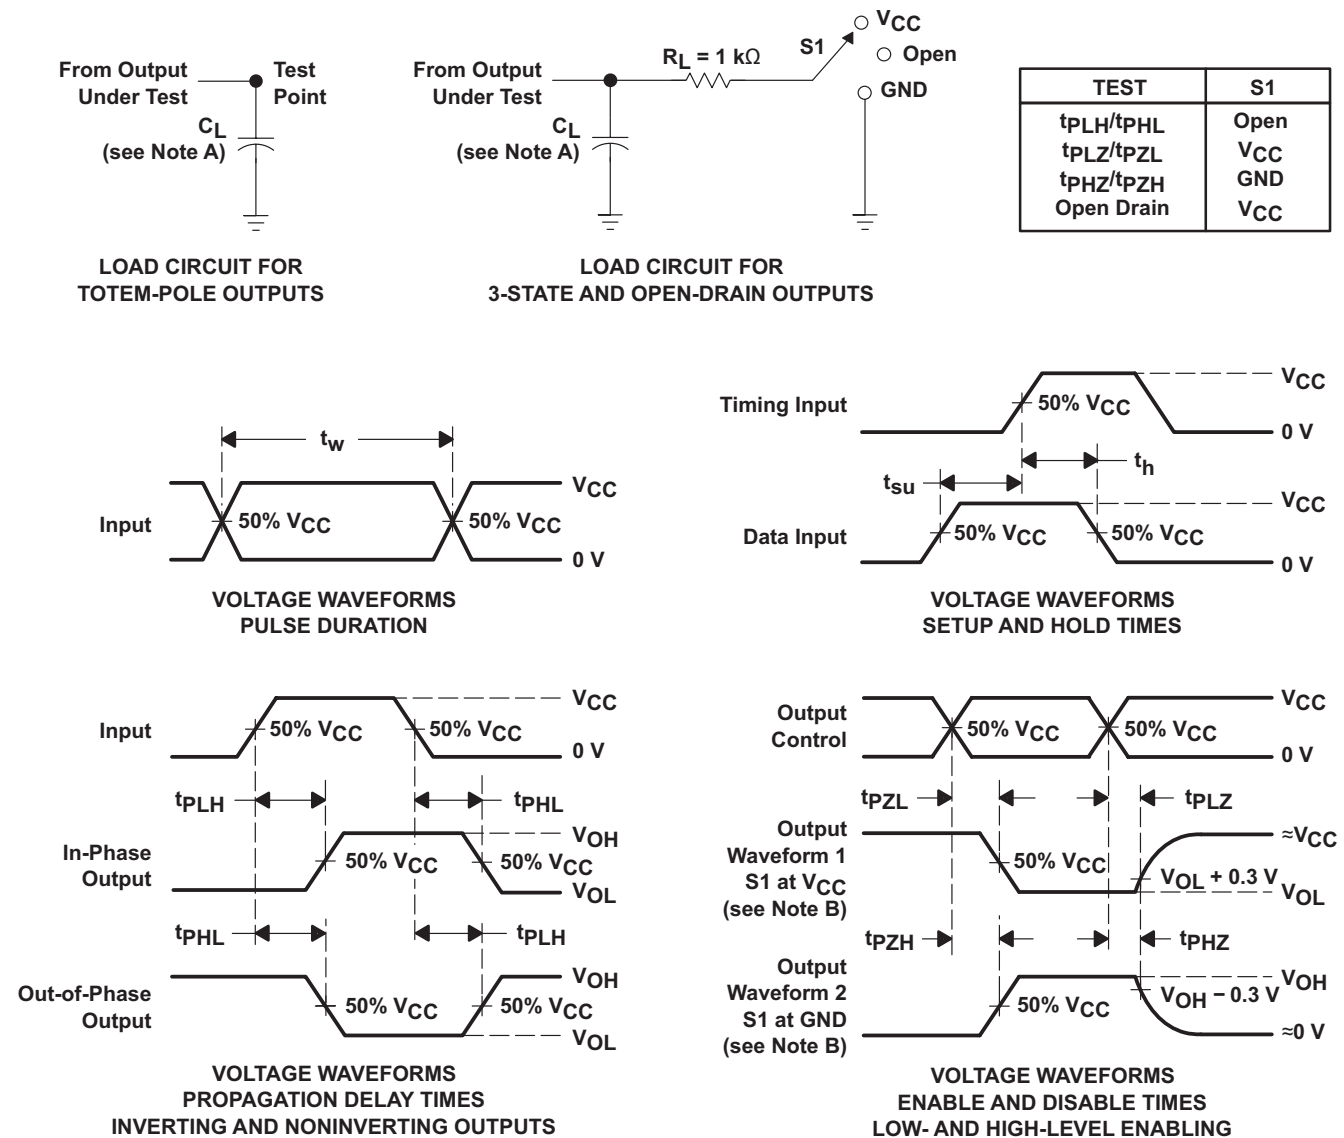 From Output
Under Test
Test
Point
CL
(see Note A)
LOAD CIRCUIT FOR
TOTEM-POLE OUTPUTS
From Output
Under Test
RL = 1 kΩ
S1
VCC
Open
GND
CL
(see Note A)
LOAD CIRCUIT FOR
3-STATE AND OPEN-DRAIN OUTPUTS
TEST S1
tPLH/tPHL Open
tPLZ/tPZL VCC
tPHZ/tPZH GND
Open Drain VCC
tw
Input
50% VCC
50% VCC
VCC
0 V
VOLTAGE WAVEFORMS
PULSE DURATION
Timing Input
50% VCC
VCC
0 V
tsu
th
Data Input
50% VCC
50% VCC
VCC
0 V
VOLTAGE WAVEFORMS
SETUP AND HOLD TIMES
Input
50% VCC
50% VCC
VCC
0 V
tPLH
tPHL
In-Phase
Output
50% VCC
50% VCC
VOH
VOL
tPHL
tPLH
Out-of-Phase
Output
50% VCC
50% VCC
VOH
VOL
VOLTAGE WAVEFORMS
PROPAGATION DELAY TIMES
INVERTING AND NONINVERTING OUTPUTS
Output
Control
50% VCC
50% VCC
VCC
0 V
tPZL
tPLZ
Output
Waveform 1
S1 at VCC
(see Note B)
50% VCC
≈VCC
VOL + 0.3 V
VOL
tPZH
tPHZ
Output
Waveform 2
S1 at GND
(see Note B)
50% VCC
VOH
VOH − 0.3 V
≈0 V
VOLTAGE WAVEFORMS
ENABLE AND DISABLE TIMES
LOW- AND HIGH-LEVEL ENABLING